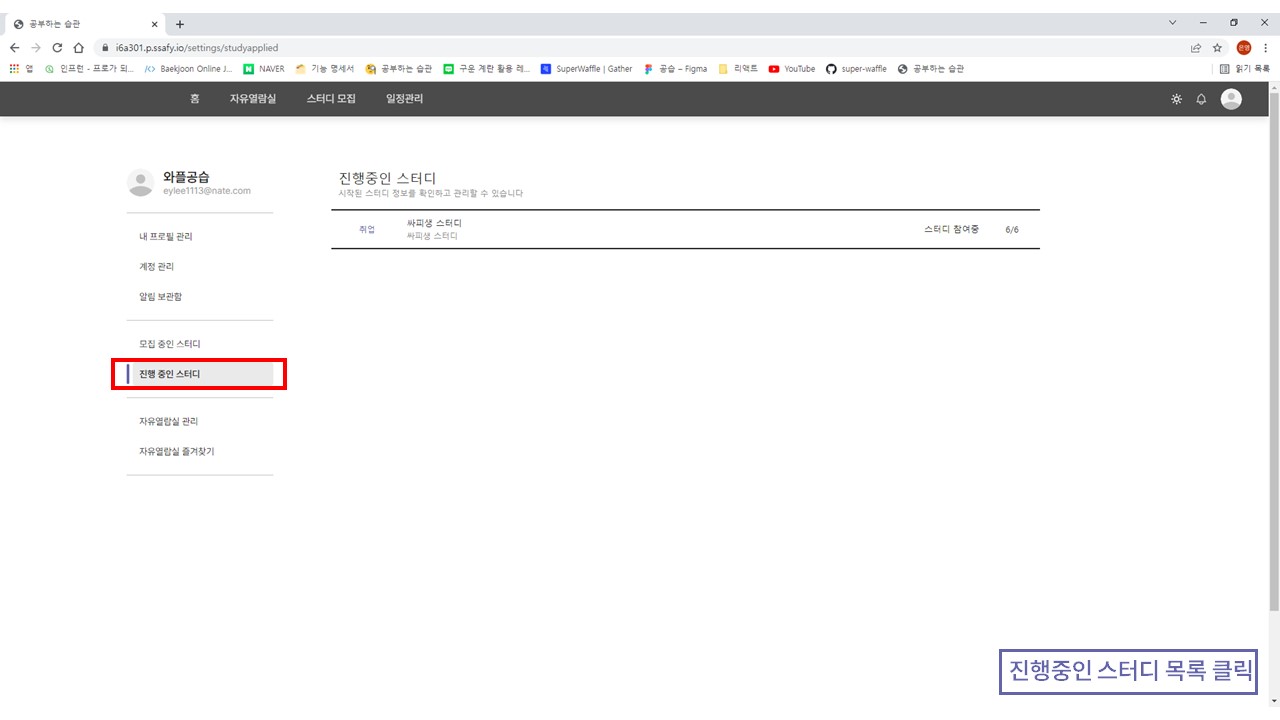 공부하는 습관
i6a301.p.ssafy.io/settings/studyapplied
앱 인프런 - 프로가 되... Baekjoon Online J... NAVER 기능 명세서 공부하는 습관 구운 계란 활용 레... SuperWaffle | Gather 공습 – Figma 리액트 YouTube super-waffle 공부하는 습관 읽기 목록
홈 자유열람실 스터디 모집 일정관리
와플공습
eylee1113@nate.com
내 프로필 관리
계정 관리
알림 보관함
모집 중인 스터디
진행 중인 스터디
자유열람실 관리
자유열람실 즐겨찾기
진행중인 스터디
시작된 스터디 정보를 확인하고 관리할 수 있습니다
취업
싸피생 스터디
싸피생 스터디
스터디 참여중 6/6
진행중인 스터디 목록 클릭